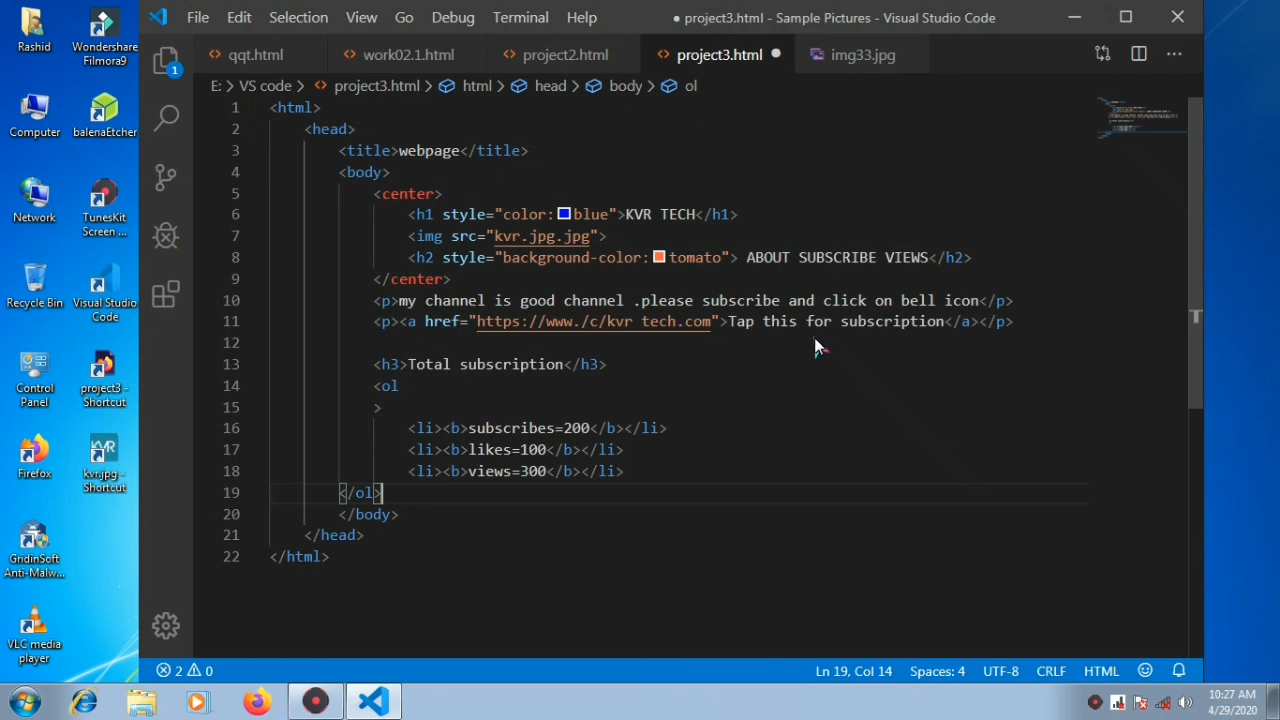 File Edit Selection View Go Debug Terminal Help
● project3.html - Sample Pictures - Visual Studio Code
qqt.html work02.1.html project2.html project3.html ● img33.jpg
E: > VS code > project3.html > html > head > body > ol
1 <html>
2 <head>
3 <title>webpage</title>
4 <body>
5 <center>
6 <h1 style="color:blue">KVR TECH</h1>
7 <img src="kvr.jpg.jpg">
8 <h2 style="background-color:tomato"> ABOUT SUBSCRIBE VIEWS</h2>
9 </center>
10 <p>my channel is good channel .please subscribe and click on bell icon</p>
11 <p><a href="https://www./c/kvr tech.com">Tap this for subscription</a></p>
12
13 <h3>Total subscription</h3>
14 <ol
15 >
16 <li><b>subscribes=200</b></li>
17 <li><b>likes=100</b></li>
18 <li><b>views=300</b></li>
19 </ol>
20 </body>
21 </head>
22 </html>
1
2 0
Ln 19, Col 14 Spaces: 4 UTF-8 CRLF HTML
Rashid
Wondershare
Filmora9
Computer
balenaEtcher
Network
TunesKit
Screen ...
Recycle Bin
Visual Studio
Code
Control
Panel
project3 -
Shortcut
Firefox
KVR
kvr.jpg -
Shortcut
GridinSoft
Anti-Malw...
VLC media
player
10:27 AM
4/29/2020